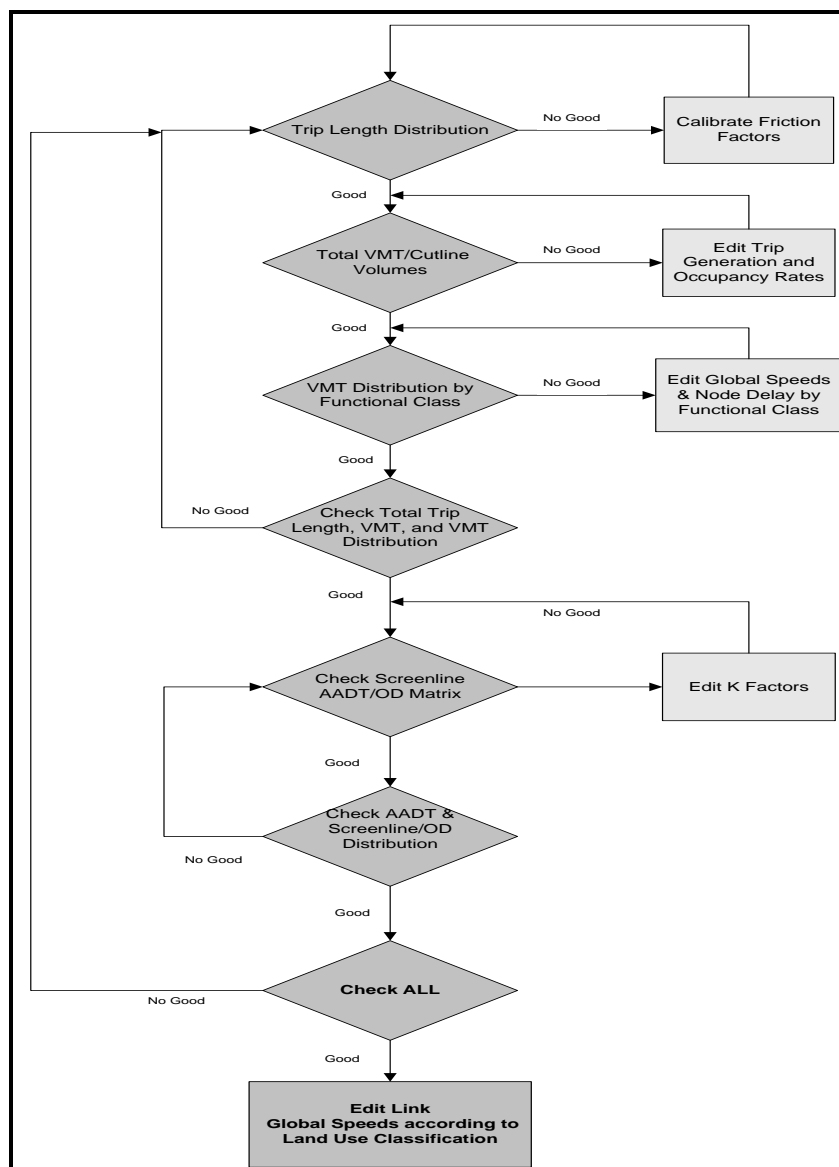 Trip Length Distribution
No Good
Calibrate Friction
Factors
Good
Total VMT/Cutline
Volumes
No Good
Edit Trip
Generation and
Occupancy Rates
Good
VMT Distribution by
Functional Class
No Good
Edit Global Speeds
& Node Delay by
Functional Class
Good
No Good
Check Total Trip
Length, VMT, and VMT
Distribution
Good
No Good
Check Screenline
AADT/OD Matrix
Edit K Factors
Good
Check AADT &
Screenline/OD
Distribution
No Good
Good
Check ALL
No Good
Good
Edit Link
Global Speeds according to
Land Use Classification